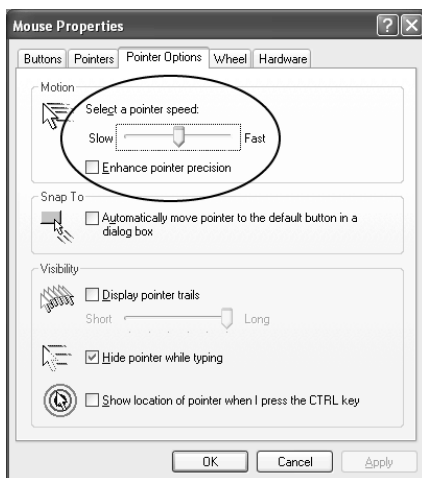 Mouse Properties
Buttons Pointers Pointer Options Wheel Hardware
Motion
Select a pointer speed:
Slow Fast
Enhance pointer precision
Snap To
Automatically move pointer to the default button in a
dialog box
Visibility
Display pointer trails
Short Long
Hide pointer while typing
Show location of pointer when I press the CTRL key
OK Cancel Apply